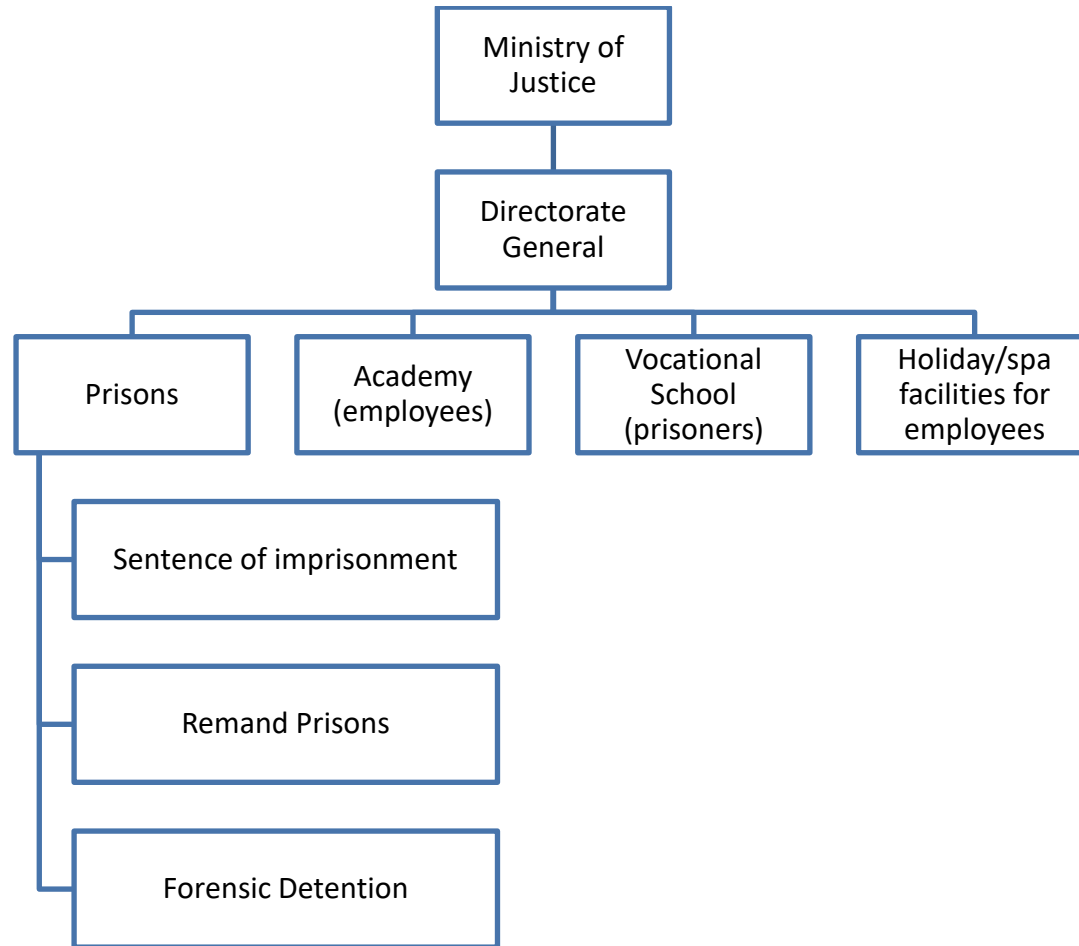 Ministry of
Justice
Directorate
General
Prisons
Academy
(employees)
Vocational
School
(prisoners)
Holiday/spa
facilities for
employees
Sentence of imprisonment
Remand Prisons
Forensic Detention